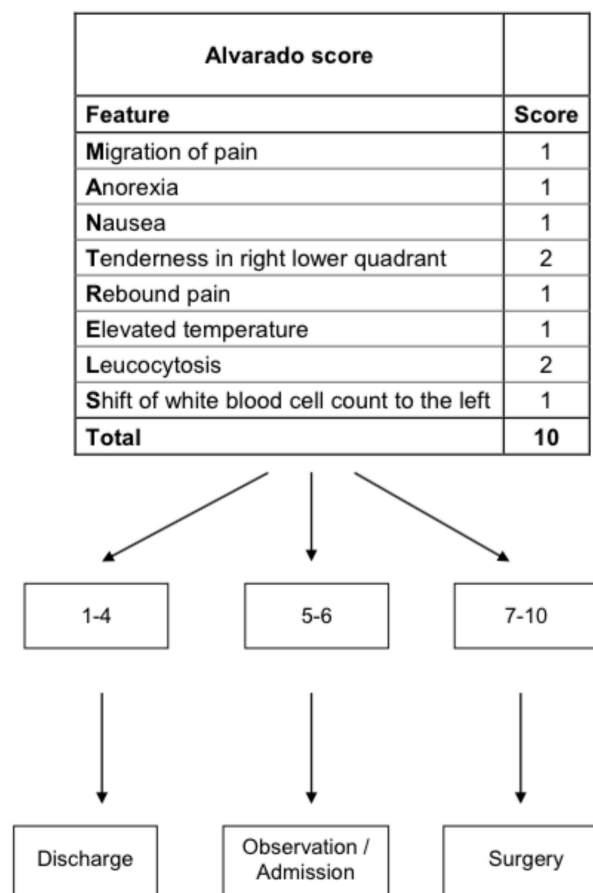 Alvarado score
Feature Score
Migration of pain 1
Anorexia 1
Nausea 1
Tenderness in right lower quadrant 2
Rebound pain 1
Elevated temperature 1
Leucocytosis 2
Shift of white blood cell count to the left 1
Total 10
1-4 5-6 7-10
Discharge
Observation /
Admission
Surgery